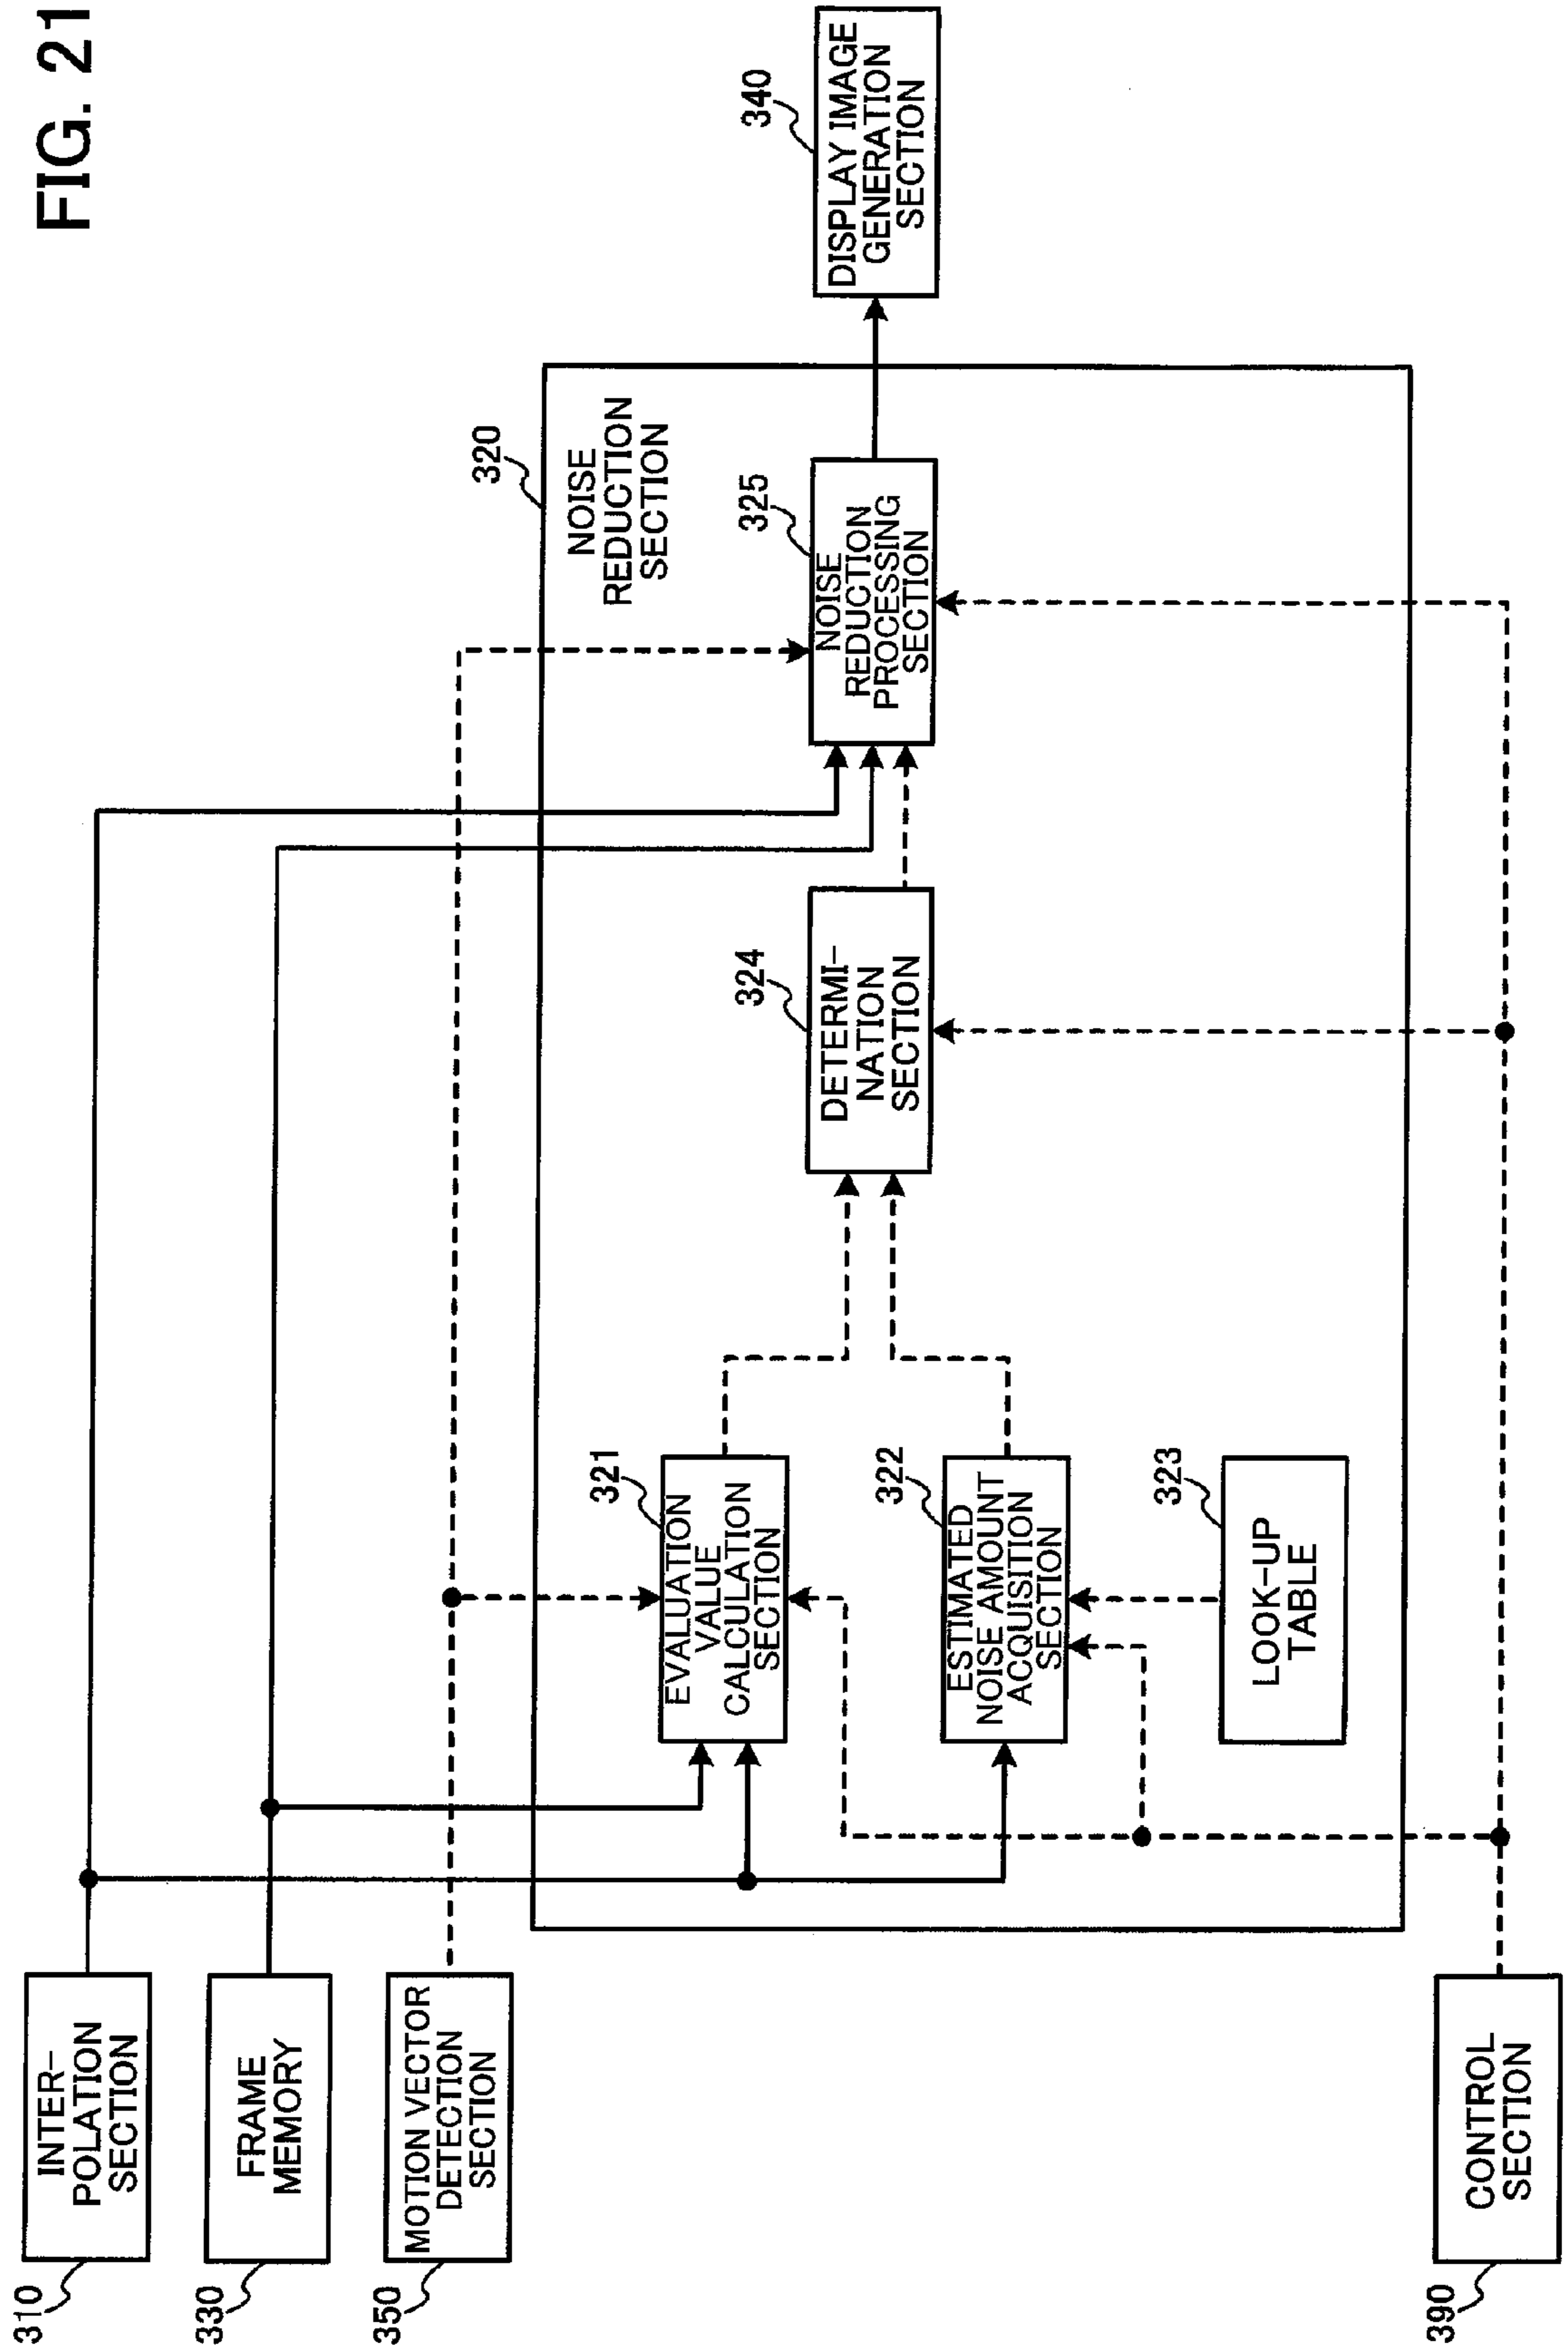 FIG. 21
310
INTER-
POLATION
SECTION
330
FRAME
MEMORY
350
MOTION VECTOR
DETECTION
SECTION
390
CONTROL
SECTION
320
NOISE
REDUCTION
SECTION
321
EVALUATION
VALUE
CALCULATION
SECTION
322
ESTIMATED
NOISE AMOUNT
ACQUISITION
SECTION
323
LOOK-UP
TABLE
324
DETERMI-
NATION
SECTION
325
NOISE
REDUCTION
PROCESSING
SECTION
340
DISPLAY IMAGE
GENERATION
SECTION